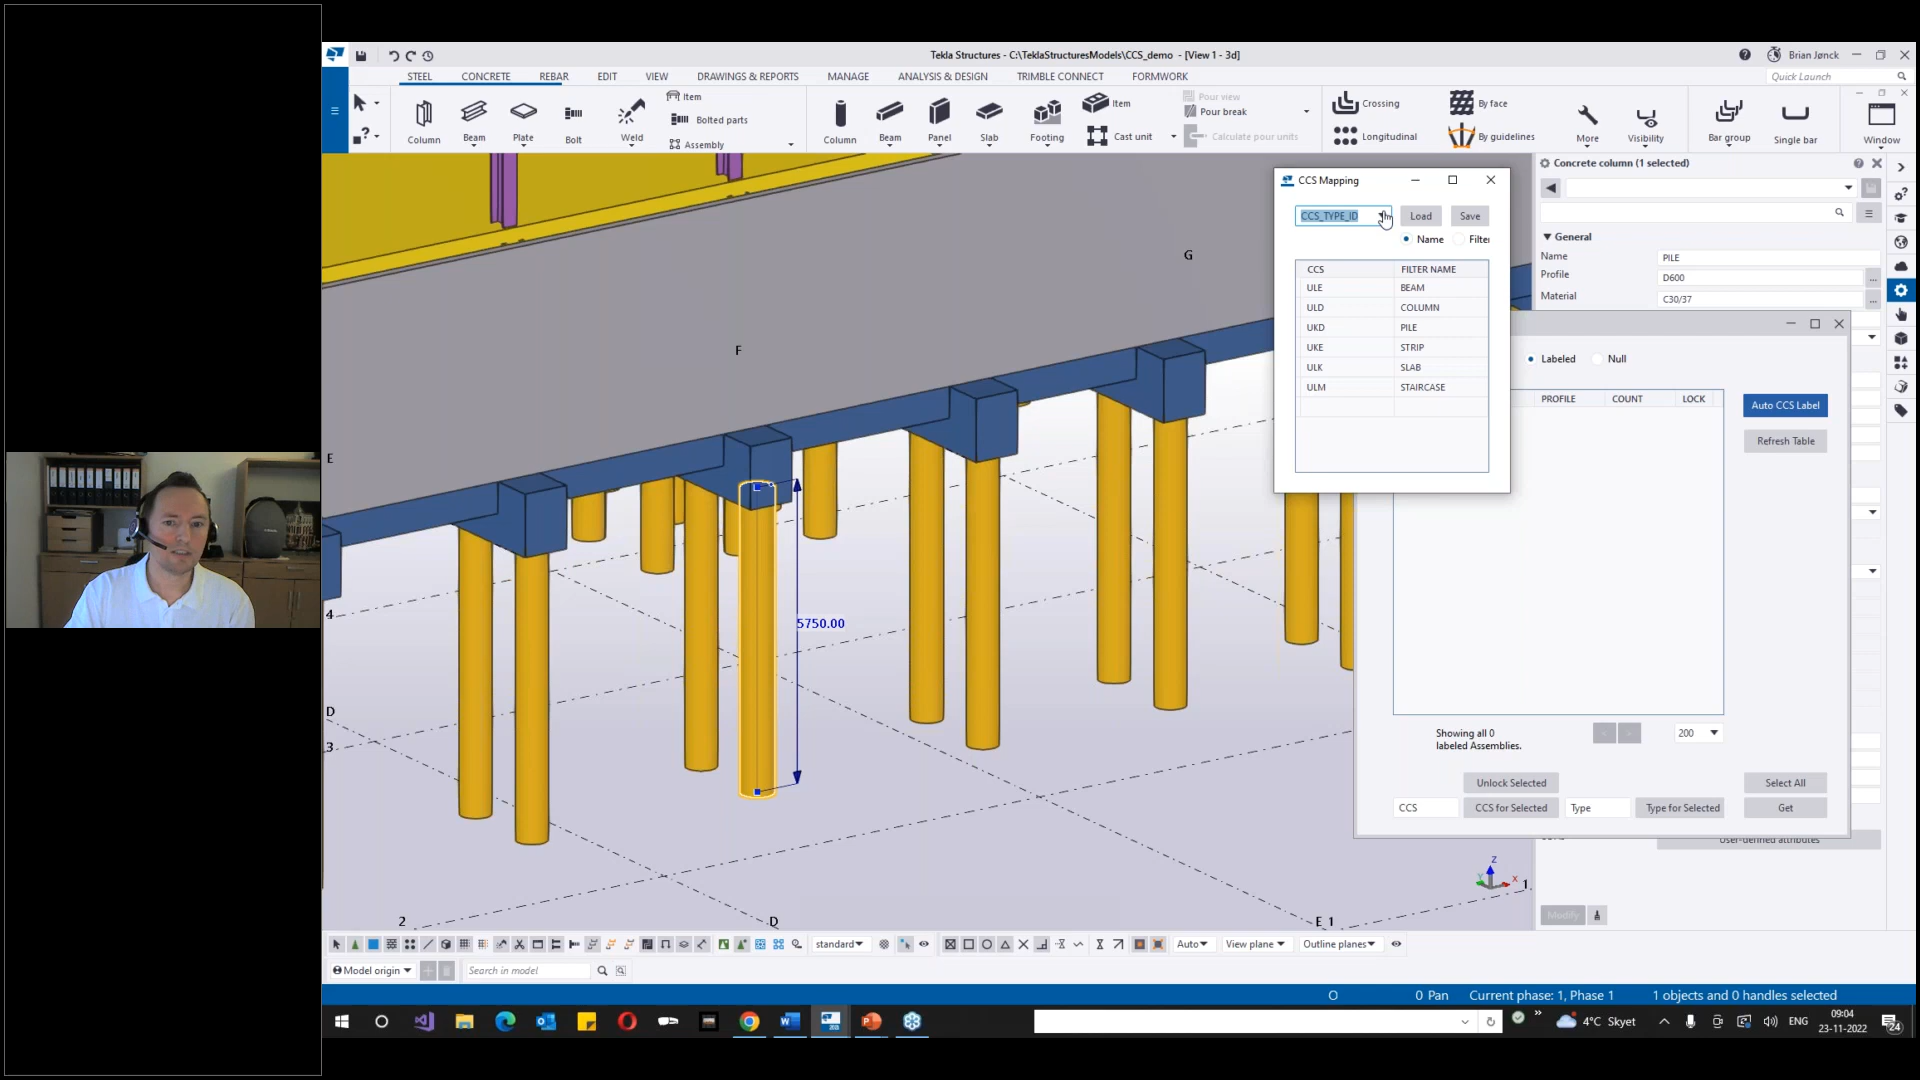 Tekla Structures - C:\TeklaStructuresModels\CCS_demo - [View 1 - 3d]
Brian Jønck
STEEL CONCRETE REBAR EDIT VIEW DRAWINGS & REPORTS MANAGE ANALYSIS & DESIGN TRIMBLE CONNECT FORMWORK
Quick Launch
Item
Bolted parts
Assembly
Column Beam Plate Bolt Weld
Column Beam Panel Slab Footing
Item
Cast unit
Pour view
Pour break
Calculate pour units
Crossing
Longitudinal
By face
By guidelines
More Visibility
Bar group Single bar
Window
Concrete column (1 selected)
General
Name PILE
Profile D600
Material C30/37
CCS Mapping
CCS_TYPE_ID Load Save
Name Filter
CCS FILTER NAME
ULE BEAM
ULD COLUMN
UKD PILE
UKE STRIP
ULK SLAB
ULM STAIRCASE
Labeled Null
PROFILE COUNT LOCK
Auto CCS Label
Refresh Table
Showing all 0
labeled Assemblies.
< >
200
Unlock Selected Select All
CCS CCS for Selected Type Type for Selected Get
User-defined attributes
Modify
G
F
E
5750.00
4
D
3
2
D
E 1
1
Z
Y
X
standard Auto View plane Outline planes
Model origin Search in model
O 0 Pan Current phase: 1, Phase 1 1 objects and 0 handles selected
4°C Skyet ENG
09:04
23-11-2022
24